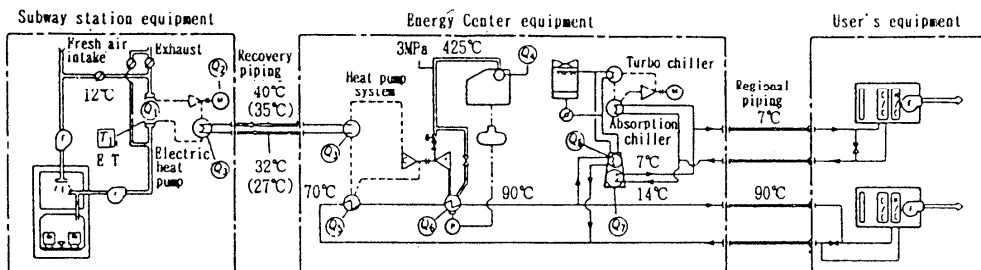 Subway station equipment
Energy Center equipment
User's equipment
Fresh air
intake
Exhaust
12℃
Q1
Q2
T1
E T
Electric
heat
pump
Q3
Recovery
piping
40℃
(35℃)
32℃
(27℃)
3MPa
425℃
Q4
Heat pump
system
Q3
70℃
Q5
Q6
P
90℃
Turbo chiller
M
Absorption
chiller
7℃
14℃
Q7
Regional
piping
7℃
90℃